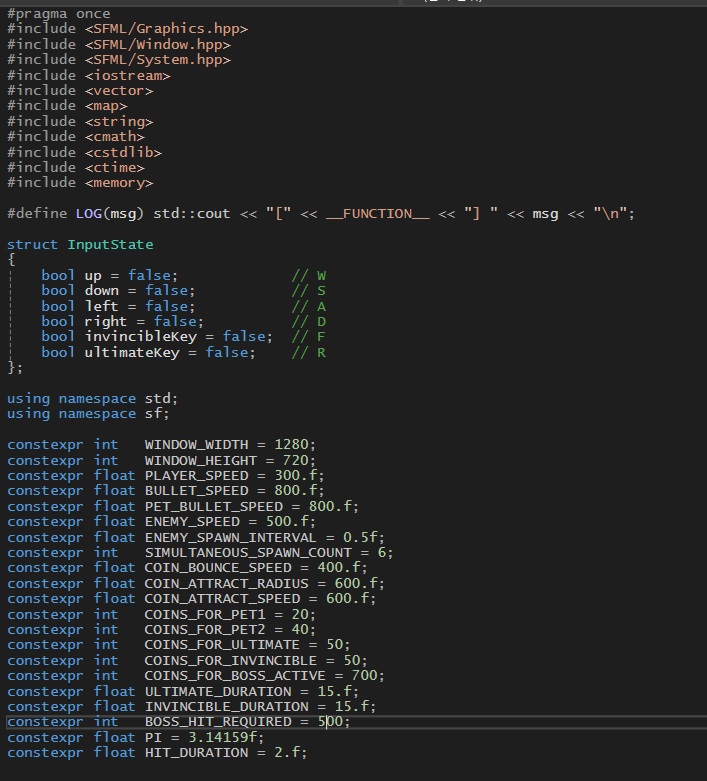 #pragma once
#include <SFML/Graphics.hpp>
#include <SFML/Window.hpp>
#include <SFML/System.hpp>
#include <iostream>
#include <vector>
#include <map>
#include <string>
#include <cmath>
#include <cstdlib>
#include <ctime>
#include <memory>

#define LOG(msg) std::cout << "[" << __FUNCTION__ << "] " << msg << "\n";

struct InputState
{
    bool up = false;             // W
    bool down = false;           // S
    bool left = false;           // A
    bool right = false;          // D
    bool invincibleKey = false;  // F
    bool ultimateKey = false;    // R
};

using namespace std;
using namespace sf;

constexpr int   WINDOW_WIDTH = 1280;
constexpr int   WINDOW_HEIGHT = 720;
constexpr float PLAYER_SPEED = 300.f;
constexpr float BULLET_SPEED = 800.f;
constexpr float PET_BULLET_SPEED = 800.f;
constexpr float ENEMY_SPEED = 500.f;
constexpr float ENEMY_SPAWN_INTERVAL = 0.5f;
constexpr int   SIMULTANEOUS_SPAWN_COUNT = 6;
constexpr float COIN_BOUNCE_SPEED = 400.f;
constexpr float COIN_ATTRACT_RADIUS = 600.f;
constexpr float COIN_ATTRACT_SPEED = 600.f;
constexpr int   COINS_FOR_PET1 = 20;
constexpr int   COINS_FOR_PET2 = 40;
constexpr int   COINS_FOR_ULTIMATE = 50;
constexpr int   COINS_FOR_INVINCIBLE = 50;
constexpr int   COINS_FOR_BOSS_ACTIVE = 700;
constexpr float ULTIMATE_DURATION = 15.f;
constexpr float INVINCIBLE_DURATION = 15.f;
constexpr int   BOSS_HIT_REQUIRED = 500;
constexpr float PI = 3.14159f;
constexpr float HIT_DURATION = 2.f;